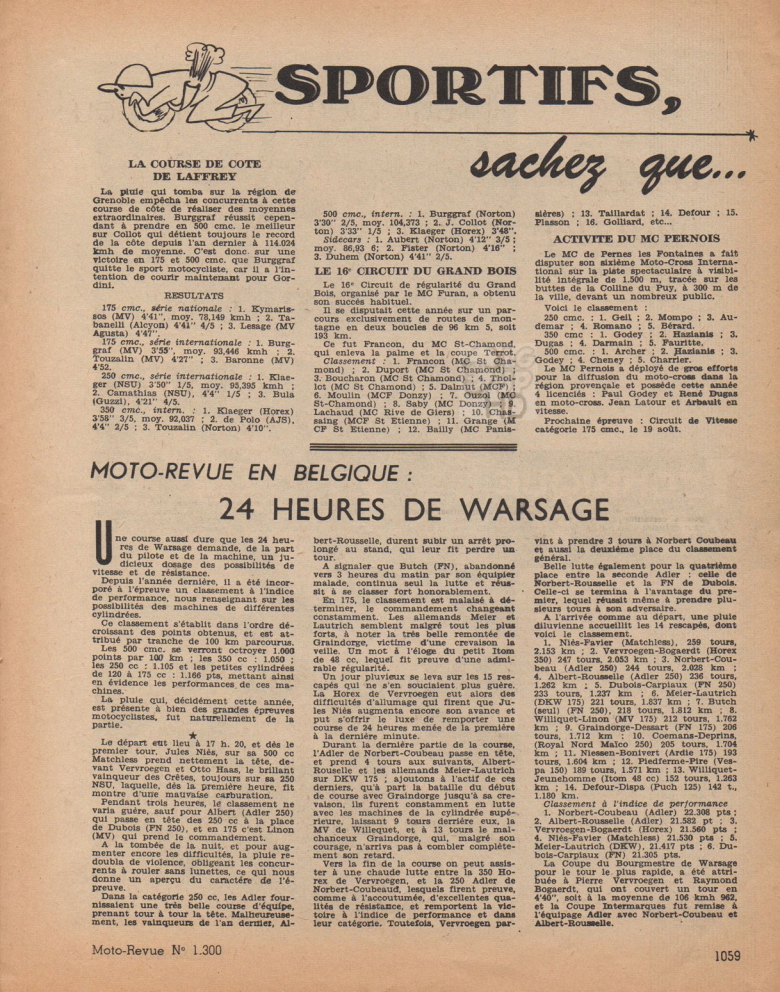 SPORTIFS,
sachez que...
LA COURSE DE COTE
DE LAFFREY
La pluie qui tomba sur la région de
Grenoble empêcha les concurrents à cette
course de côte de réaliser des moyennes
extraordinaires. Burggraf réussit cepen-
dant à prendre en 500 cmc. le meilleur
sur Collot qui détient toujours le record
de la côte depuis l'an dernier à 114.024
kmh de moyenne. C'est donc sur une
victoire en 175 et 500 cmc. que Burggraf
quitte le sport motocycliste, car il a l'in-
tention de courir maintenant pour Gor-
dini.
RESULTATS
175 cmc., série nationale : 1. Kymaris-
sos (MV) 4'41", moy. 78,149 kmh ; 2. Ta-
banelli (Alcyon) 4'41" 4/5 ; 3. Lesage (MV
Agusta) 4'47".
175 cmc., série internationale : 1. Burg-
graf (MV) 3'55", moy. 93,446 kmh ; 2.
Touzalin (MV) 4'27" ; 3. Baronne (MV)
4'52.
250 cmc., série internationale : 1. Klae-
ger (NSU) 3'50" 1/5, moy. 95,395 kmh ;
2. Camathias (NSU), 4'4" 1/5 ; 3. Bula
(Guzzi), 4'21" 4/5.
350 cmc., intern. : 1. Klaeger (Horex)
3'58" 3/5, moy. 92,037 ; 2. de Polo (AJS),
4'4" 2/5 ; 3. Touzalin (Norton) 4'10".
500 cmc., intern. : 1. Burggraf (Norton)
3'30" 2/5, moy. 104,373 ; 2. J. Collot (Nor-
ton) 3'33" 1/5 ; 3. Klaeger (Horex) 3'48".
Sidecars : 1. Aubert (Norton) 4'12" 3/5 ;
moy. 86,93 6; 2. Fister (Norton) 4'16" ;
3. Duhem (Norton) 4'41" 2/5.
LE 16e CIRCUIT DU GRAND BOIS
Le 16e Circuit de régularité du Grand
Bois, organisé par le MC Furan, a obtenu
son succès habituel.
Il se disputait cette année sur un par-
cours exclusivement de routes de mon-
tagne en deux boucles de 96 km 5, soit
193 km.
Ce fut Francon, du MC St-Chamond,
qui enleva la palme et la coupe Terrot.
Classement : 1. Francon (MC St Cha-
mond) ; 2. Duport (MC St Chamond) ;
3. Boucharon (MC St Chamond) ; 4. Thol-
lot (MC St Chamond) ; 5. Dalmut (MCF) ;
6. Moulin (MCF Donzy) ; 7. Ouzol (MC
St-Chamond) ; 8. Saby (MC Donzy) ; 9.
Lachaud (MC Rive de Giers) ; 10. Chas-
saing (MCF St Etienne) ; 11. Grange (M
CF St Etienne) ; 12. Bailly (MC Panis-
sières) ; 13. Taillardat ; 14. Defour ; 15.
Plasson ; 16. Golliard, etc...
ACTIVITE DU MC PERNOIS
Le MC de Pernes les Fontaines a fait
disputer son sixième Moto-Cross Interna-
tional sur la piste spectaculaire à visibi-
lité intégrale de 1.500 m, tracée sur les
buttes de la Colline du Puy, à 300 m de
la ville, devant un nombreux public.
Voici le classement :
250 cmc. : 1. Geil ; 2. Mompo ; 3. Au-
demar ; 4. Romano ; 5. Bérard.
350 cmc : 1. Godey ; 2. Hazianis ; 3.
Dugas ; 4. Darmain ; 5. Fauritte.
500 cmc. : 1. Archer ; 2. Hazianis ; 3.
Godey ; 4. Cheney ; 5. Charrier.
Le MC Pernois a déployé de gros efforts
pour la diffusion du moto-cross dans la
région provençale et possède cette année
4 licenciés : Paul Godey et René Dugas
en moto-cross. Jean Latour et Arbault en
vitesse.
Prochaine épreuve : Circuit de Vitesse
catégorie 175 cmc., le 19 août.
MOTO-REVUE EN BELGIQUE :
24 HEURES DE WARSAGE
Une course aussi dure que les 24 heu-
res de Warsage demande, de la part
du pilote et de la machine, un ju-
dicieux dosage des possibilités de
vitesse et de résistance.
Depuis l'année dernière, il a été incor-
poré à l'épreuve un classement à l'indice
de performance, nous renseignant sur les
possibilités des machines de différentes
cylindrées.
Ce classement s'établit dans l'ordre dé-
croissant des points obtenus, et est at-
tribué par tranche de 100 km parcourus.
Les 500 cmc. se verront octroyer 1.000
points par 100 km ; les 350 cc : 1.050 ;
les 250 cc : 1.105 et les petites cylindrées
de 120 à 175 cc : 1.166 pts, mettant ainsi
en évidence les performances de ces ma-
chines.
La pluie qui, décidément cette année,
est présente à bien des grandes épreuves
motocyclistes, fut naturellement de la
partie.
Le départ eut lieu à 17 h. 20, et dès le
premier tour, Jules Niès, sur sa 500 cc
Matchless prend nettement la tête, de-
vant Vervroegen et Otto Haas, le brillant
vainqueur des Crêtes, toujours sur sa 250
NSU, laquelle, dès la première heure, fit
montre d'une mauvaise carburation.
Pendant trois heures, le classement ne
varia guère, sauf pour Albert (Adler 250)
qui passe en tête des 250 cc à la place
de Dubois (FN 250), et en 175 c'est Linon
(MV) qui prend le commandement.
A la tombée de la nuit, et pour aug-
menter encore les difficultés, la pluie re-
doubla de violence, obligeant les concur-
rents à rouler sans lunettes, ce qui nous
donne un aperçu du caractère de l'é-
preuve.
Dans la catégorie 250 cc, les Adler four-
nissaient une très belle course d'équipe,
prenant tour à tour la tête. Malheureuse-
ment, les vainqueurs de l'an dernier, Al-
bert-Rousselle, durent subir un arrêt pro-
longé au stand, qui leur fit perdre un
tour.
A signaler que Butch (FN), abandonné
vers 3 heures du matin par son équipier
malade, continua seul la lutte et réus-
sit à se classer fort honorablement.
En 175, le classement est malaisé à dé-
terminer, le commandement changeant
constamment. Les allemands Meier et
Lautrich semblent malgré tout les plus
forts, à noter la très belle remontée de
Graindorge, victime d'une crevaison la
veille. Un mot à l'éloge du petit Itom
de 48 cc, lequel fit preuve d'une admi-
rable régularité.
Un jour pluvieux se leva sur les 15 res-
capés qui ne s'en souciaient plus guère.
La Horex de Vervroegen eut alors des
difficultés d'allumage qui firent que Ju-
les Niès augmenta encore son avance et
put s'offrir le luxe de remporter une
course de 24 heures menée de la première
à la dernière minute.
Durant la dernière partie de la course,
l'Adler de Norbert-Coubeau passe en tête,
et prend 4 tours aux suivants, Albert-
Rouselle et les allemands Meier-Lautrich
sur DKW 175 ; ajoutons à l'actif de ces
derniers, qu'à part la bataille du début
de course avec Graindorge jusqu'à sa cre-
vaison, ils furent constamment en lutte
avec les machines de la cylindrée supé-
rieure, laissant 9 tours derrière eux, la
MV de Williequet, et à 13 tours le mal-
chanceux Graindorge, qui, malgré son
courage, n'arriva pas à combler complète-
ment son retard.
Vers la fin de la course on peut assis-
ter à une chaude lutte entre la 350 Ho-
rex de Vervroegen, et la 250 Adler de
Norbert-Coubeaud, lesquels firent preuve,
comme à l'accoutumée, d'excellentes qua-
lités de résistance, et remportent la vic-
toire à l'indice de performance et dans
leur catégorie. Toutefois, Vervroegen par-
vint à prendre 3 tours à Norbert Coubeau
et aussi la deuxième place du classement
général.
Belle lutte également pour la quatrième
place entre la seconde Adler : celle de
Norbert-Rousselle et la FN de Dubois.
Celle-ci se termina à l'avantage du pre-
mier, lequel réussit même à prendre plu-
sieurs tours à son adversaire.
A l'arrivée comme au départ, une pluie
diluvienne accueillit les 14 rescapés, dont
voici le classement.
1. Niès-Favier (Matchless), 259 tours,
2.153 km ; 2. Vervroegen-Bogaerdt (Horex
350) 247 tours, 2.053 km ; 3. Norbert-Cou-
beau (Adler 250) 244 tours, 2.028 km ;
4. Albert-Rousselle (Adler 250) 236 tours,
1.262 km ; 5. Dubois-Carplaux (FN 250)
233 tours, 1.237 km ; 6. Meier-Lautrich
(DKW 175) 221 tours, 1.837 km ; 7. Butch
(seul) (FN 250), 218 tours, 1.812 km ; 8.
Williquet-Linon (MV 175) 212 tours, 1.762
km ; 9. Graindorge-Dessart (FN 175) 206
tours, 1.712 km ; 10. Coemans-Deprins,
(Royal Nord Malco 250) 205 tours, 1.704
km ; 11. Niessen-Bonivert (Ardie 175) 193
tours, 1.604 km ; 12. Piedferme-Pire (Ves-
pa 150) 189 tours, 1.571 km ; 13. Williquet-
Jeunehomme (Itom 48 cc) 152 tours, 1.263
km ; 14. Defour-Dispa (Puch 125) 142 t.,
1.180 km.
Classement à l'indice de performance
1. Norbert-Coubeau (Adler) 22.308 pts ;
2. Albert-Rousselle (Adler) 21.582 pt ; 3.
Vervroegen-Bogaerdt (Horex) 21.560 pts ;
4. Niès-Favier (Matchless) 21.530 pts ; 5.
Meier-Lautrich (DKW), 21.417 pts ; 6. Du-
bois-Carplaux (FN) 21.305 pts.
La Coupe du Bourgmestre de Warsage
pour le tour le plus rapide, a été attri-
buée à Pierre Vervroegen et Raymond
Bogaerdt, qui ont couvert un tour en
4'40", soit à la moyenne de 106 kmh 962,
et la Coupe Intermarques fut remise à
l'équipage Adler avec Norbert-Coubeau et
Albert-Rousselle.
Moto-Revue N° 1.300
1059